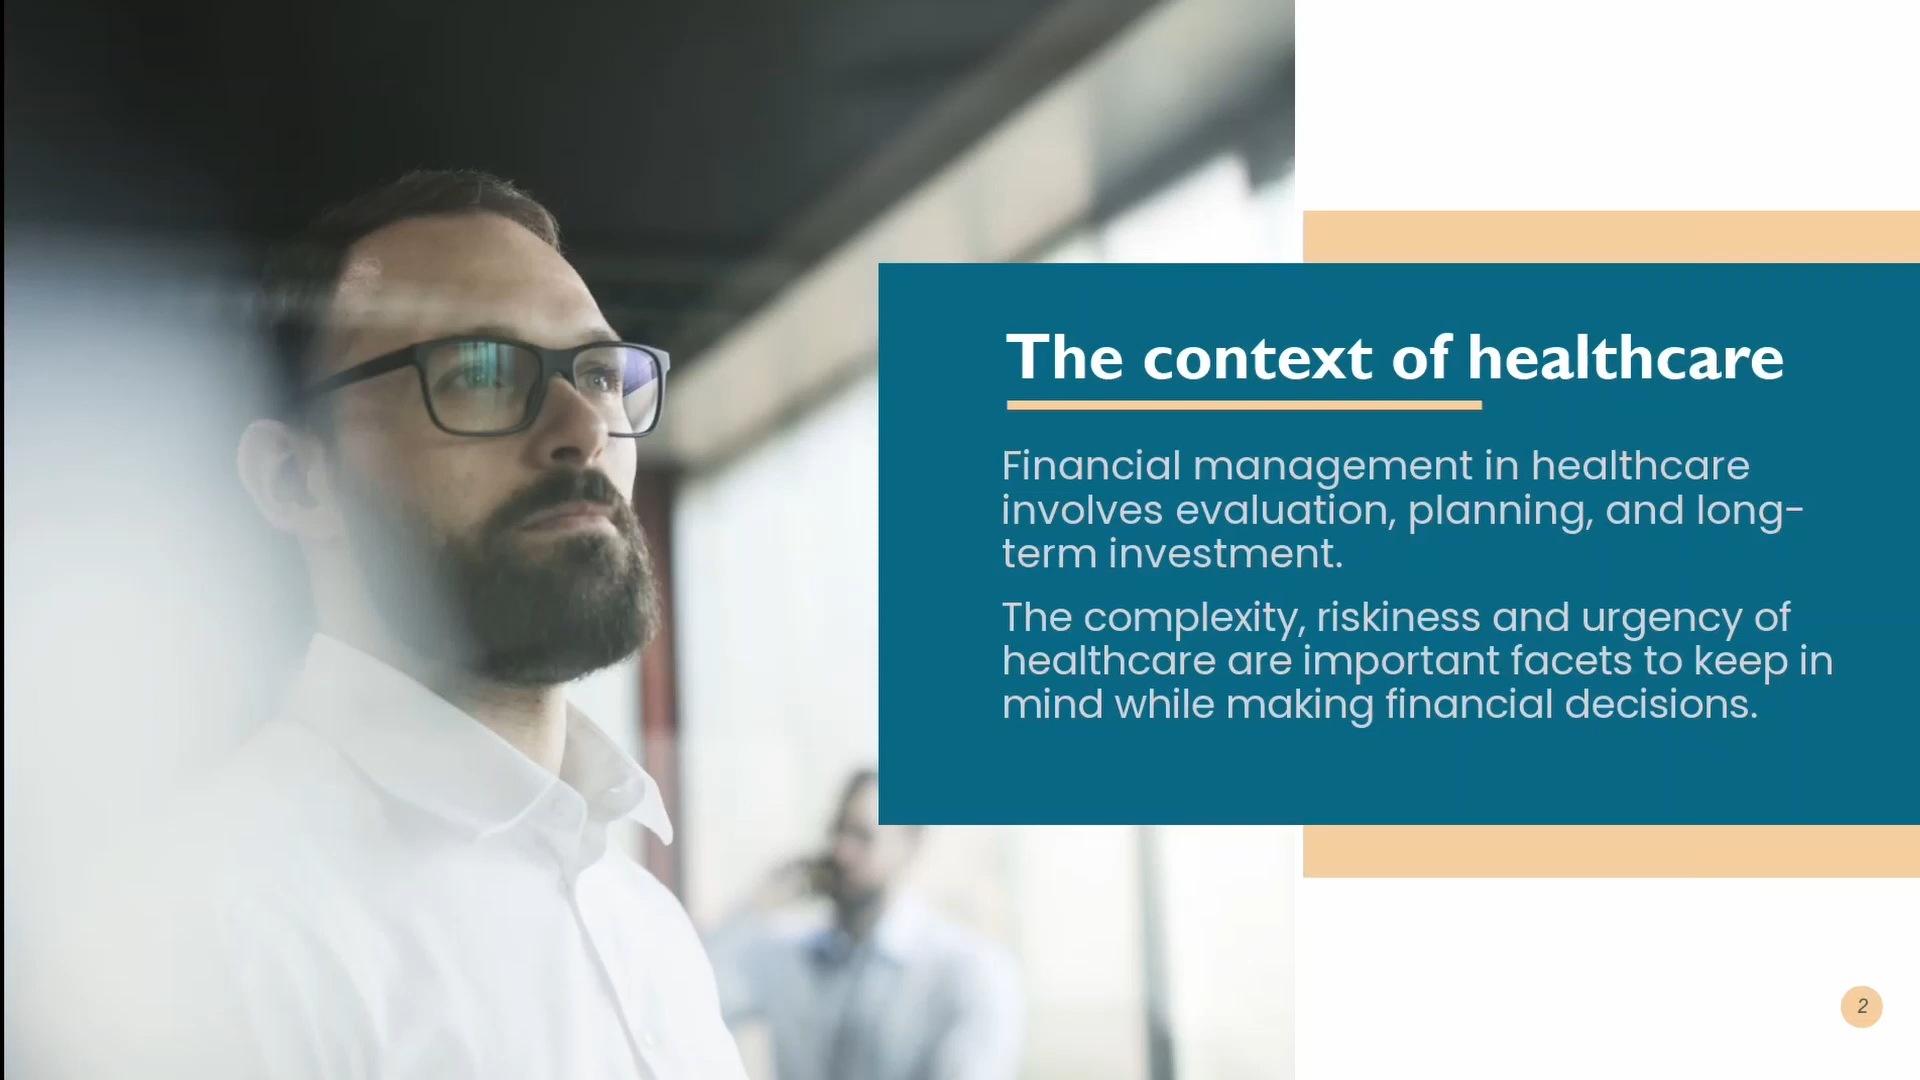 The context of healthcare
Financial management in healthcare
involves evaluation, planning, and long-
term investment.
The complexity, riskiness and urgency of
healthcare are important facets to keep in
mind while making financial decisions.
2